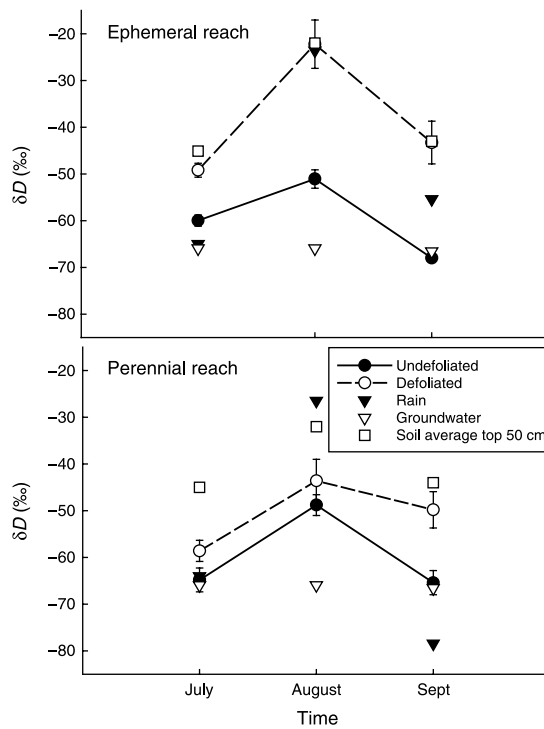 Ephemeral reach
−20
−30
−40
−50
−60
−70
−80
δD (‰)
Perennial reach
Undefoliated
Defoliated
Rain
Groundwater
Soil average top 50 cm
−20
−30
−40
−50
−60
−70
−80
δD (‰)
July
August
Sept
Time